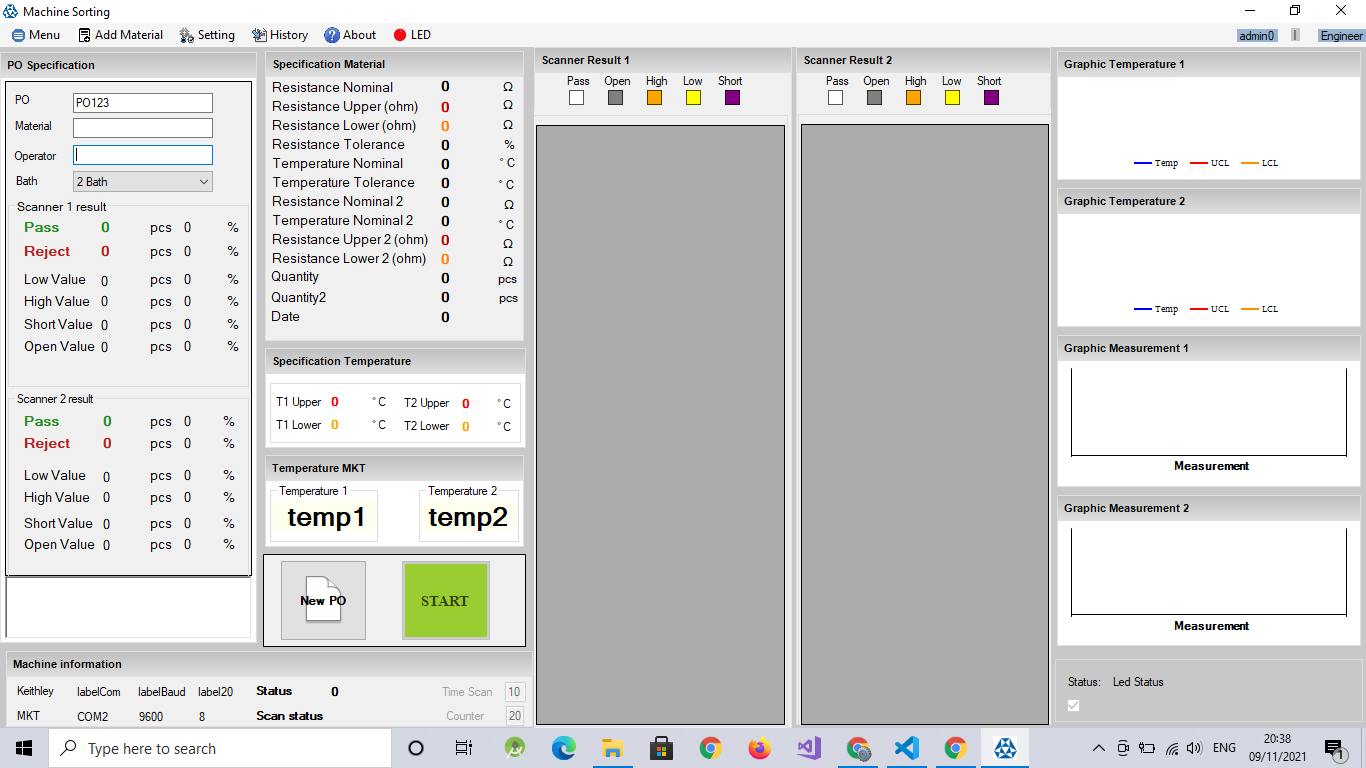 Machine Sorting
Menu Add Material Setting History About LED admin0 I Engineer
PO Specification
PO PO123
Material
Operator
Bath 2 Bath
Scanner 1 result
Pass 0 pcs 0 %
Reject 0 pcs 0 %
Low Value 0 pcs 0 %
High Value 0 pcs 0 %
Short Value 0 pcs 0 %
Open Value 0 pcs 0 %
Scanner 2 result
Pass 0 pcs 0 %
Reject 0 pcs 0 %
Low Value 0 pcs 0 %
High Value 0 pcs 0 %
Short Value 0 pcs 0 %
Open Value 0 pcs 0 %
Specification Material
Resistance Nominal 0 Ω
Resistance Upper (ohm) 0 Ω
Resistance Lower (ohm) 0 Ω
Resistance Tolerance 0 %
Temperature Nominal 0 °C
Temperature Tolerance 0 °C
Resistance Nominal 2 0 Ω
Temperature Nominal 2 0 °C
Resistance Upper 2 (ohm) 0 Ω
Resistance Lower 2 (ohm) 0 Ω
Quantity 0 pcs
Quantity2 0 pcs
Date 0
Specification Temperature
T1 Upper 0 °C T2 Upper 0 °C
T1 Lower 0 °C T2 Lower 0 °C
Temperature MKT
Temperature 1 Temperature 2
temp1 temp2
New PO START
Machine information
Keithley labelCom labelBaud label20 Status 0 Time Scan 10
MKT COM2 9600 8 Scan status Counter 20
Scanner Result 1
Pass Open High Low Short
Scanner Result 2
Pass Open High Low Short
Graphic Temperature 1
Temp UCL LCL
Graphic Temperature 2
Temp UCL LCL
Graphic Measurement 1
Measurement
Graphic Measurement 2
Measurement
Status: Led Status
Type here to search ENG 20:38
09/11/2021 1